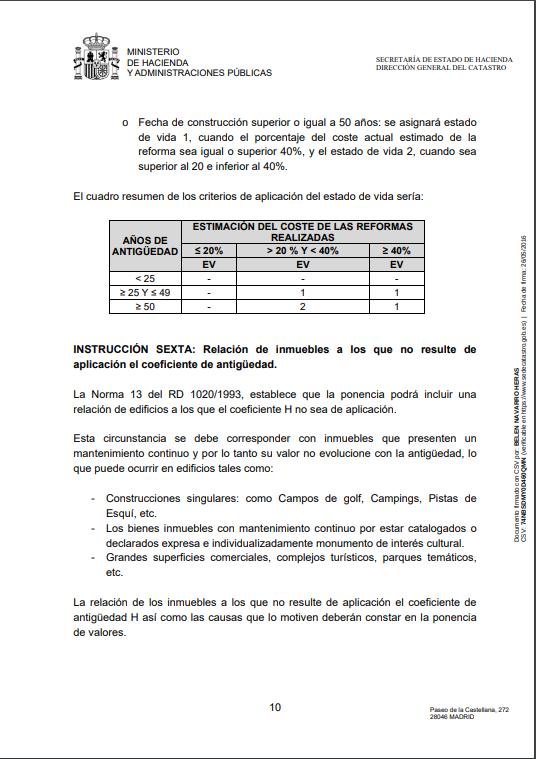 MINISTERIO
DE HACIENDA
Y ADMINISTRACIONES PÚBLICAS
SECRETARÍA DE ESTADO DE HACIENDA
DIRECCIÓN GENERAL DEL CATASTRO
o Fecha de construcción superior o igual a 50 años: se asignará estado
de vida 1, cuando el porcentaje del coste actual estimado de la
reforma sea igual o superior 40%, y el estado de vida 2, cuando sea
superior al 20 e inferior al 40%.
El cuadro resumen de los criterios de aplicación del estado de vida sería:
AÑOS DE
ANTIGÜEDAD
ESTIMACIÓN DEL COSTE DE LAS REFORMAS
REALIZADAS
≤ 20% > 20 % Y < 40% ≥ 40%
EV EV EV
< 25 - - -
≥ 25 Y ≤ 49 - 1 1
≥ 50 - 2 1
INSTRUCCIÓN SEXTA: Relación de inmuebles a los que no resulte de
aplicación el coeficiente de antigüedad.
La Norma 13 del RD 1020/1993, establece que la ponencia podrá incluir una
relación de edificios a los que el coeficiente H no sea de aplicación.
Esta circunstancia se debe corresponder con inmuebles que presenten un
mantenimiento continuo y por lo tanto su valor no evolucione con la antigüedad, lo
que puede ocurrir en edificios tales como:
- Construcciones singulares: como Campos de golf, Campings, Pistas de
Esquí, etc.
- Los bienes inmuebles con mantenimiento continuo por estar catalogados o
declarados expresa e individualizadamente monumento de interés cultural.
- Grandes superficies comerciales, complejos turísticos, parques temáticos,
etc.
La relación de los inmuebles a los que no resulte de aplicación el coeficiente de
antigüedad H así como las causas que lo motiven deberán constar en la ponencia
de valores.
10
Paseo de la Castellana, 272
28046 MADRID
Documento firmado con CSV por: BELEN NAVARRO HERAS
CSV: (verificable en https://www.sedecatastro.gob.es) | Fecha de firma: 26/05/2016